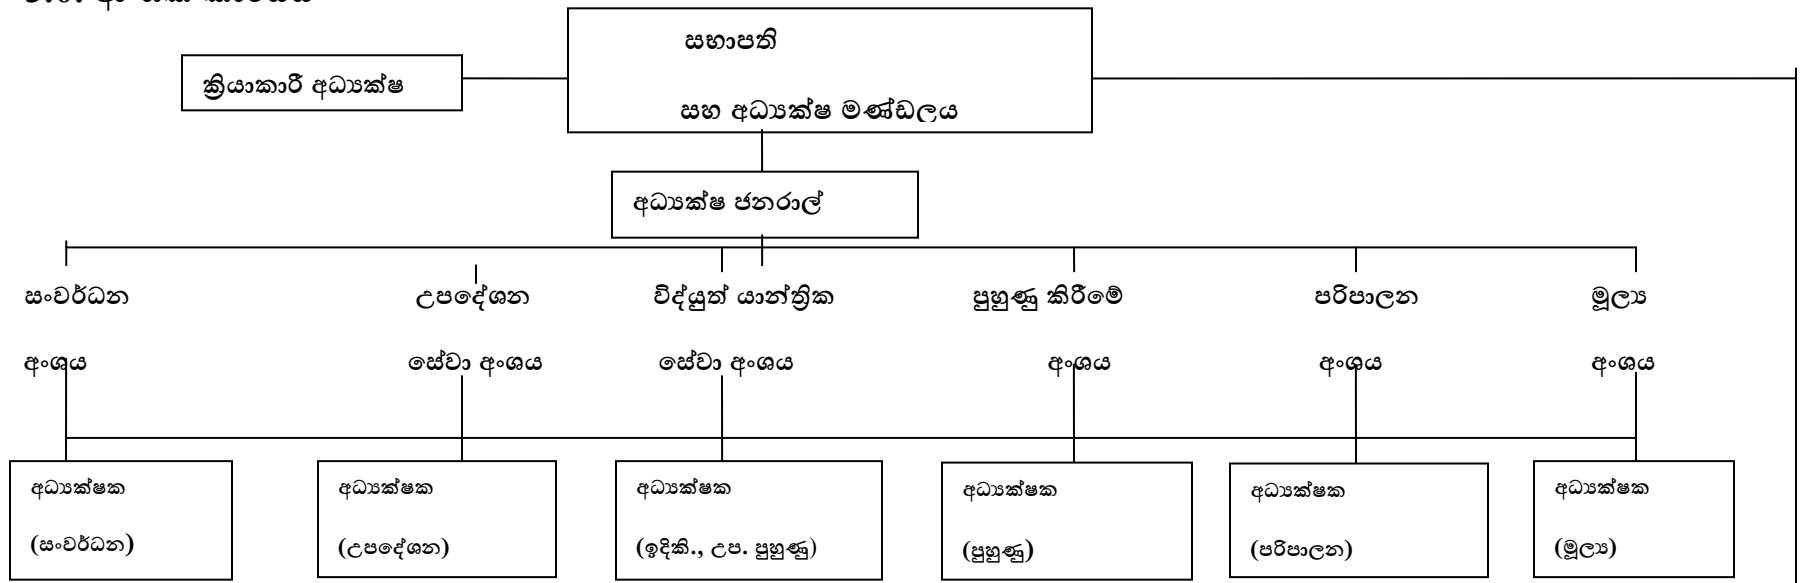 සභාපති
ක්‍රියාකාරී අධ්‍යක්ෂ
සහ අධ්‍යක්ෂ මණ්ඩලය
අධ්‍යක්ෂ ජනරාල්
සංවර්ධන උපදේශන විද්යුත් යාන්ත්‍රික පුහුණු කිරීමේ පරිපාලන මූල්‍ය
අංශය සේවා අංශය සේවා අංශය අංශය අංශය අංශය
අධ්‍යක්ෂක අධ්‍යක්ෂක අධ්‍යක්ෂක අධ්‍යක්ෂක අධ්‍යක්ෂක අධ්‍යක්ෂක
(සංවර්ධන) (උපදේශන) (ඉදිකි., උප. පුහුණු) (පුහුණු) (පරිපාලන) (මූල්‍ය)